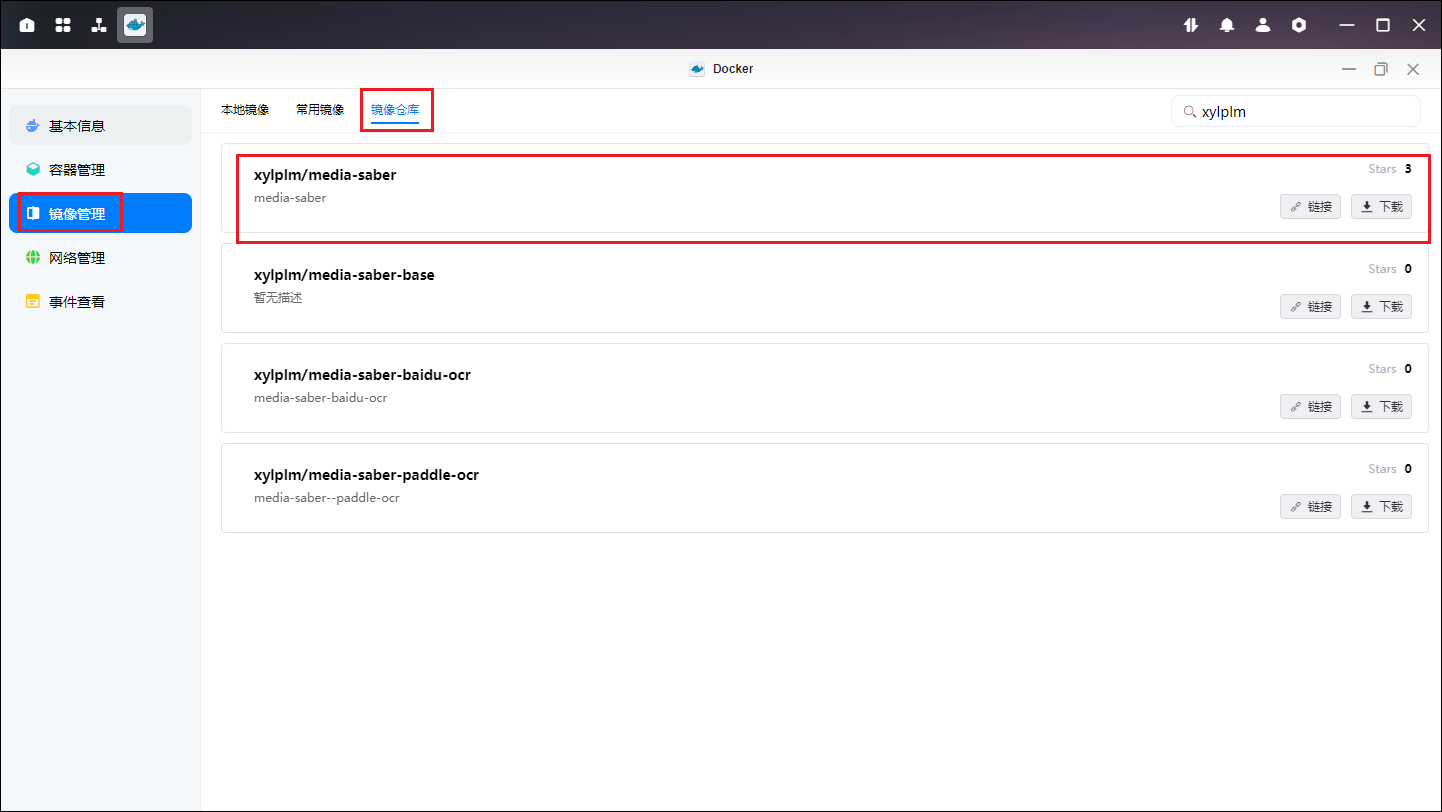 Docker
基本信息
容器管理
镜像管理
网络管理
事件查看
本地镜像 常用镜像 镜像仓库
xylplm
xylplm/media-saber
media-saber
Stars 3
链接 下载
xylplm/media-saber-base
暂无描述
Stars 0
链接 下载
xylplm/media-saber-baidu-ocr
media-saber-baidu-ocr
Stars 0
链接 下载
xylplm/media-saber-paddle-ocr
media-saber--paddle-ocr
Stars 0
链接 下载